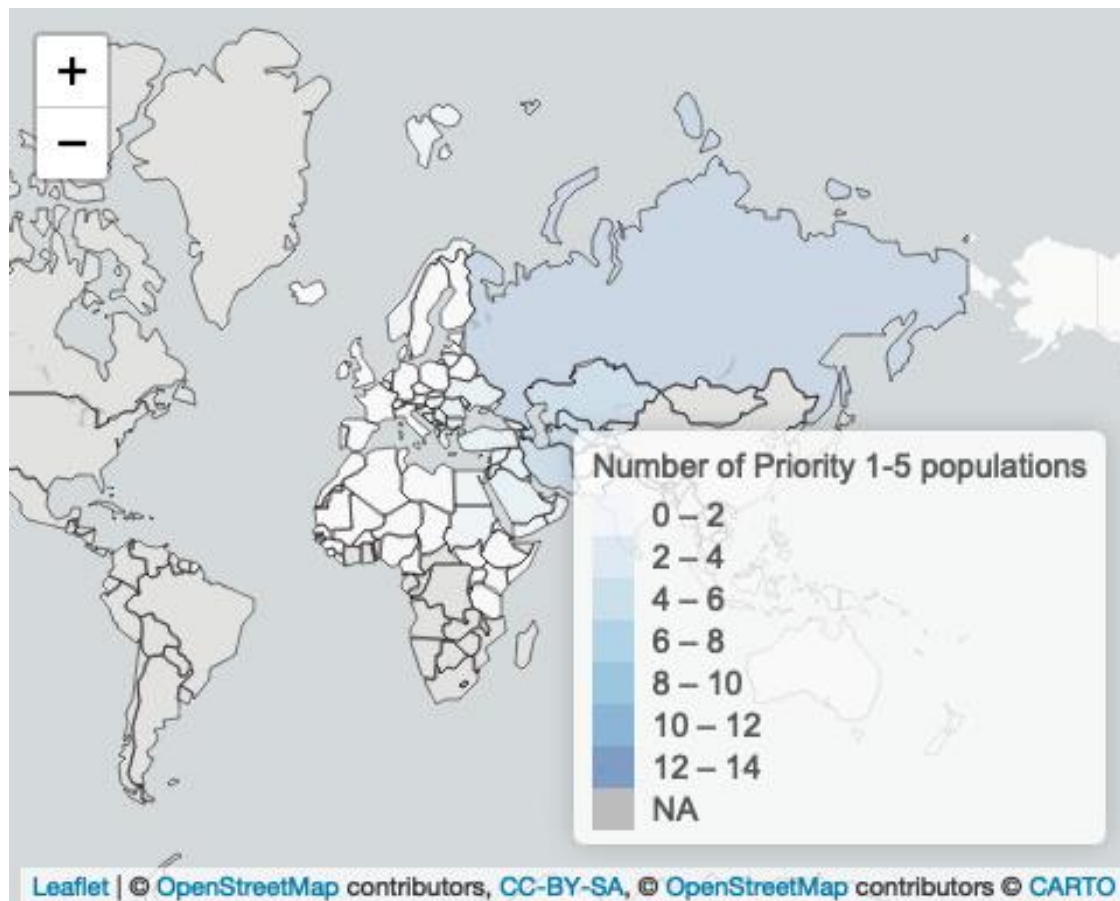 +
−
Number of Priority 1-5 populations
0 – 2
2 – 4
4 – 6
6 – 8
8 – 10
10 – 12
12 – 14
NA
Leaflet | © OpenStreetMap contributors, CC-BY-SA, © OpenStreetMap contributors © CARTO